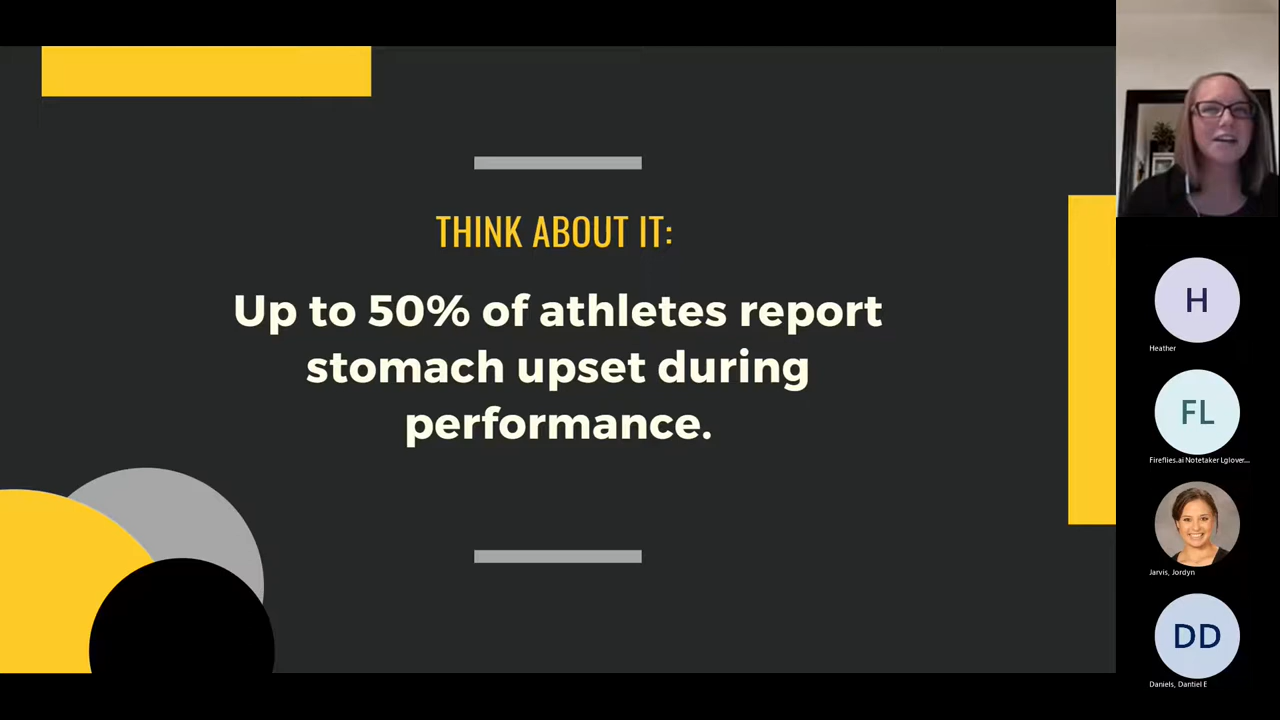 THINK ABOUT IT:
Up to 50% of athletes report
stomach upset during
performance.
H
Heather
FL
Fireflies.ai Notetaker Lglover...
Jarvis, Jordyn
DD
Daniels, Dantiel E